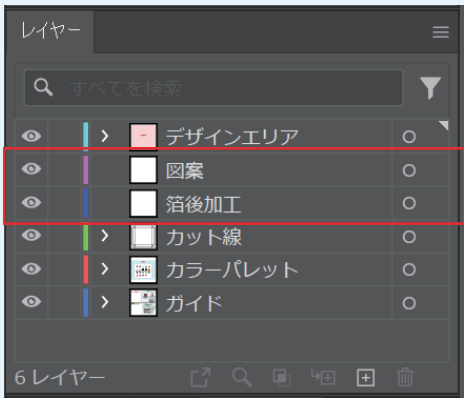 レイヤー
すべてを検索
デザインエリア
図案
箔後加工
カット線
カラーパレット
ガイド
6 レイヤー